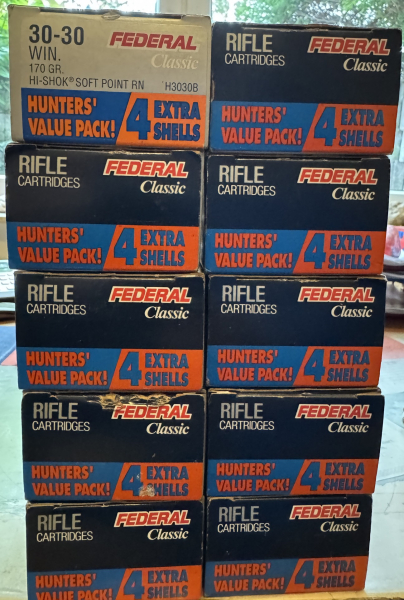 30-30
WIN.
170 GR.
HI-SHOK® SOFT POINT RN H3030B
FEDERAL
Classic
HUNTERS'
VALUE PACK!
4 EXTRA
SHELLS
RIFLE
CARTRIDGES
FEDERAL
Classic
HUNTERS'
VALUE PACK!
4 EXTRA
SHELLS
RIFLE
CARTRIDGES
FEDERAL
Classic
HUNTERS'
VALUE PACK!
4 EXTRA
SHELLS
RIFLE
CARTRIDGES
FEDERAL
Classic
HUNTERS'
VALUE PACK!
4 EXTRA
SHELLS
RIFLE
CARTRIDGES
FEDERAL
Classic
HUNTERS'
VALUE PACK!
4 EXTRA
SHELLS
RIFLE
CARTRIDGES
FEDERAL
Classic
HUNTERS'
VALUE PACK!
4 EXTRA
SHELLS
RIFLE
CARTRIDGES
FEDERAL
Classic
HUNTERS'
VALUE PACK!
4 EXTRA
SHELLS
RIFLE
CARTRIDGES
FEDERAL
Classic
HUNTERS'
VALUE PACK!
4 EXTRA
SHELLS
RIFLE
CARTRIDGES
FEDERAL
Classic
HUNTERS'
VALUE PACK!
4 EXTRA
SHELLS
RIFLE
CARTRIDGES
FEDERAL
Classic
HUNTERS'
VALUE PACK!
4 EXTRA
SHELLS